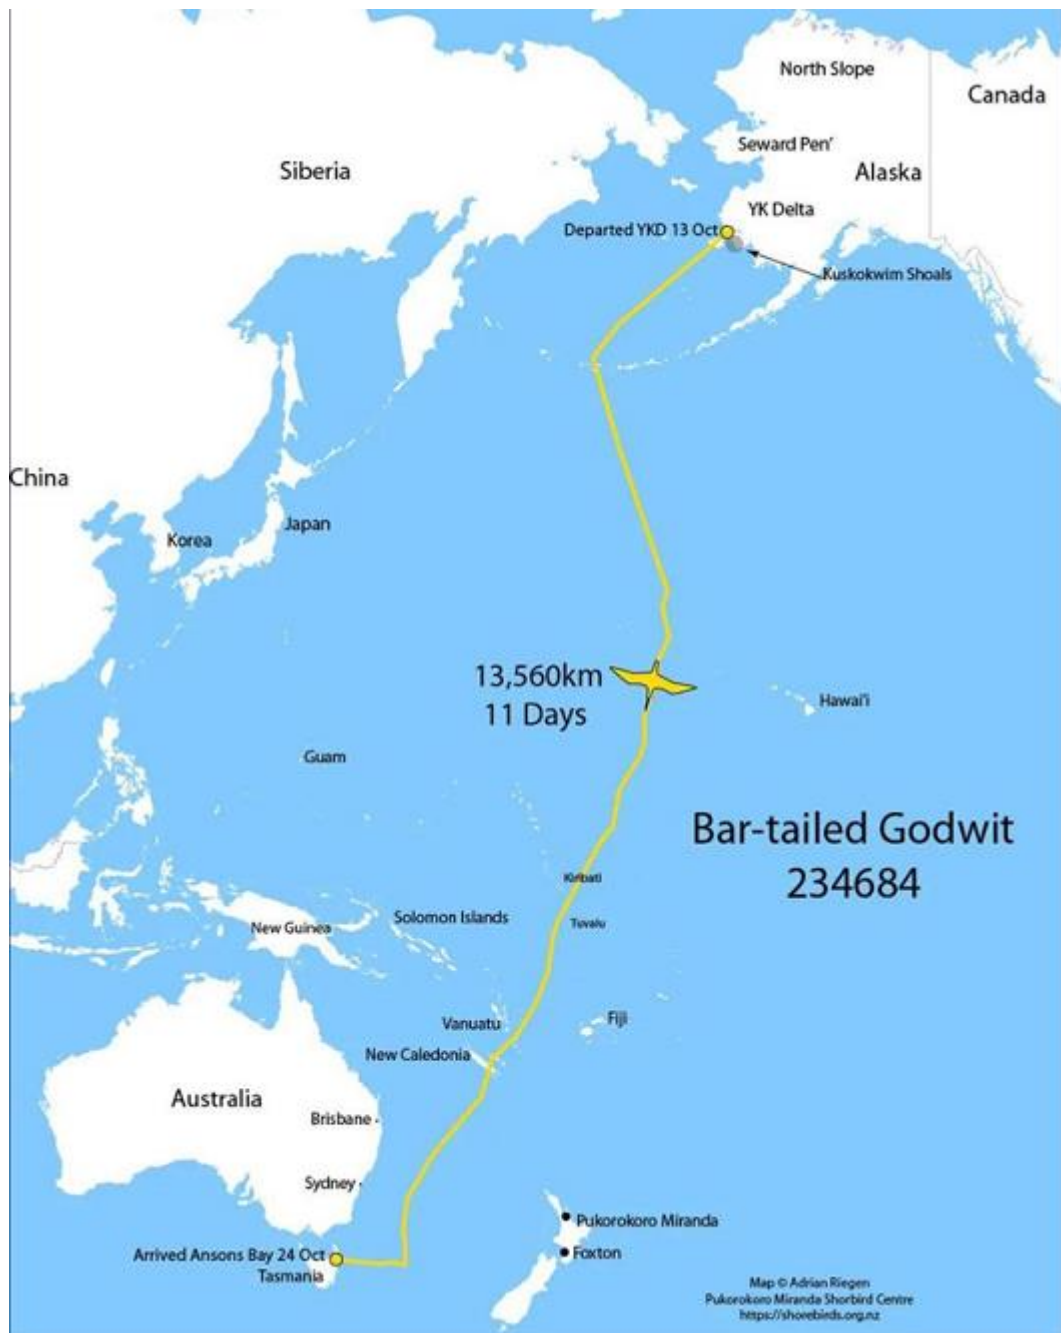 North Slope
Canada
Seward Pen'
Siberia
Alaska
YK Delta
Departed YKD 13 Oct
Kuskokwim Shoals
China
Japan
Korea
13,560km
11 Days
Hawai'i
Guam
Bar-tailed Godwit
234684
Kiribati
Solomon Islands
Tuvalu
New Guinea
Fiji
Vanuatu
New Caledonia
Australia
Brisbane
Sydney
Pukorokoro Miranda
Arrived Ansons Bay 24 Oct
Tasmania
Foxton
Map © Adrian Riegen
Pukorokoro Miranda Shorbird Centre
https://shorebirds.org.nz